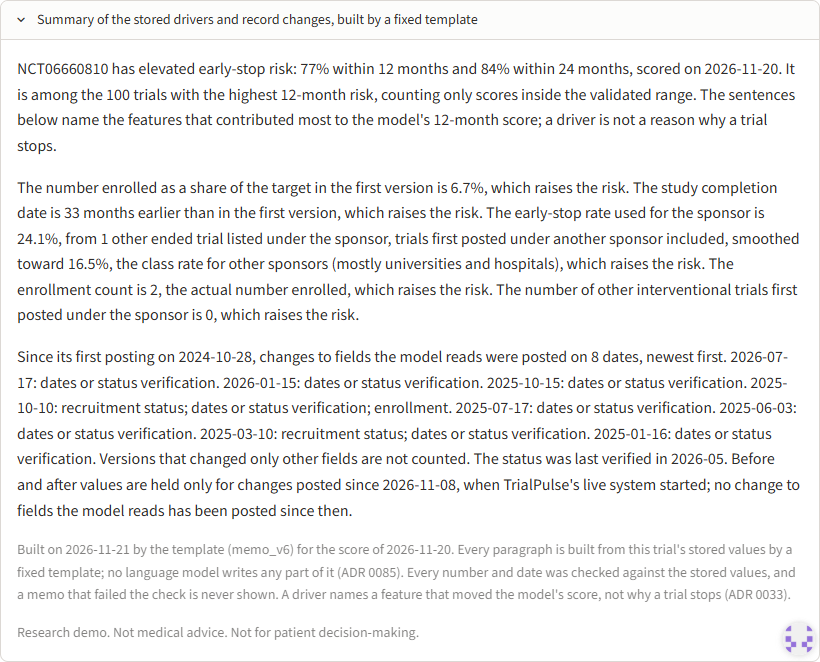 Summary of the stored drivers and record changes, built by a fixed template
NCT06660810 has elevated early-stop risk: 77% within 12 months and 84% within 24 months, scored on 2026-11-20. It
is among the 100 trials with the highest 12-month risk, counting only scores inside the validated range. The sentences
below name the features that contributed most to the model's 12-month score; a driver is not a reason why a trial
stops.
The number enrolled as a share of the target in the first version is 6.7%, which raises the risk. The study completion
date is 33 months earlier than in the first version, which raises the risk. The early-stop rate used for the sponsor is
24.1%, from 1 other ended trial listed under the sponsor, trials first posted under another sponsor included, smoothed
toward 16.5%, the class rate for other sponsors (mostly universities and hospitals), which raises the risk. The
enrollment count is 2, the actual number enrolled, which raises the risk. The number of other interventional trials first
posted under the sponsor is 0, which raises the risk.
Since its first posting on 2024-10-28, changes to fields the model reads were posted on 8 dates, newest first. 2026-07-
17: dates or status verification. 2026-01-15: dates or status verification. 2025-10-15: dates or status verification. 2025-
10-10: recruitment status; dates or status verification; enrollment. 2025-07-17: dates or status verification. 2025-06-03:
dates or status verification. 2025-03-10: recruitment status; dates or status verification. 2025-01-16: dates or status
verification. Versions that changed only other fields are not counted. The status was last verified in 2026-05. Before
and after values are held only for changes posted since 2026-11-08, when TrialPulse's live system started; no change to
fields the model reads has been posted since then.
Built on 2026-11-21 by the template (memo_v6) for the score of 2026-11-20. Every paragraph is built from this trial's stored values by a
fixed template; no language model writes any part of it (ADR 0085). Every number and date was checked against the stored values, and
a memo that failed the check is never shown. A driver names a feature that moved the model's score, not why a trial stops (ADR 0033).
Research demo. Not medical advice. Not for patient decision-making.